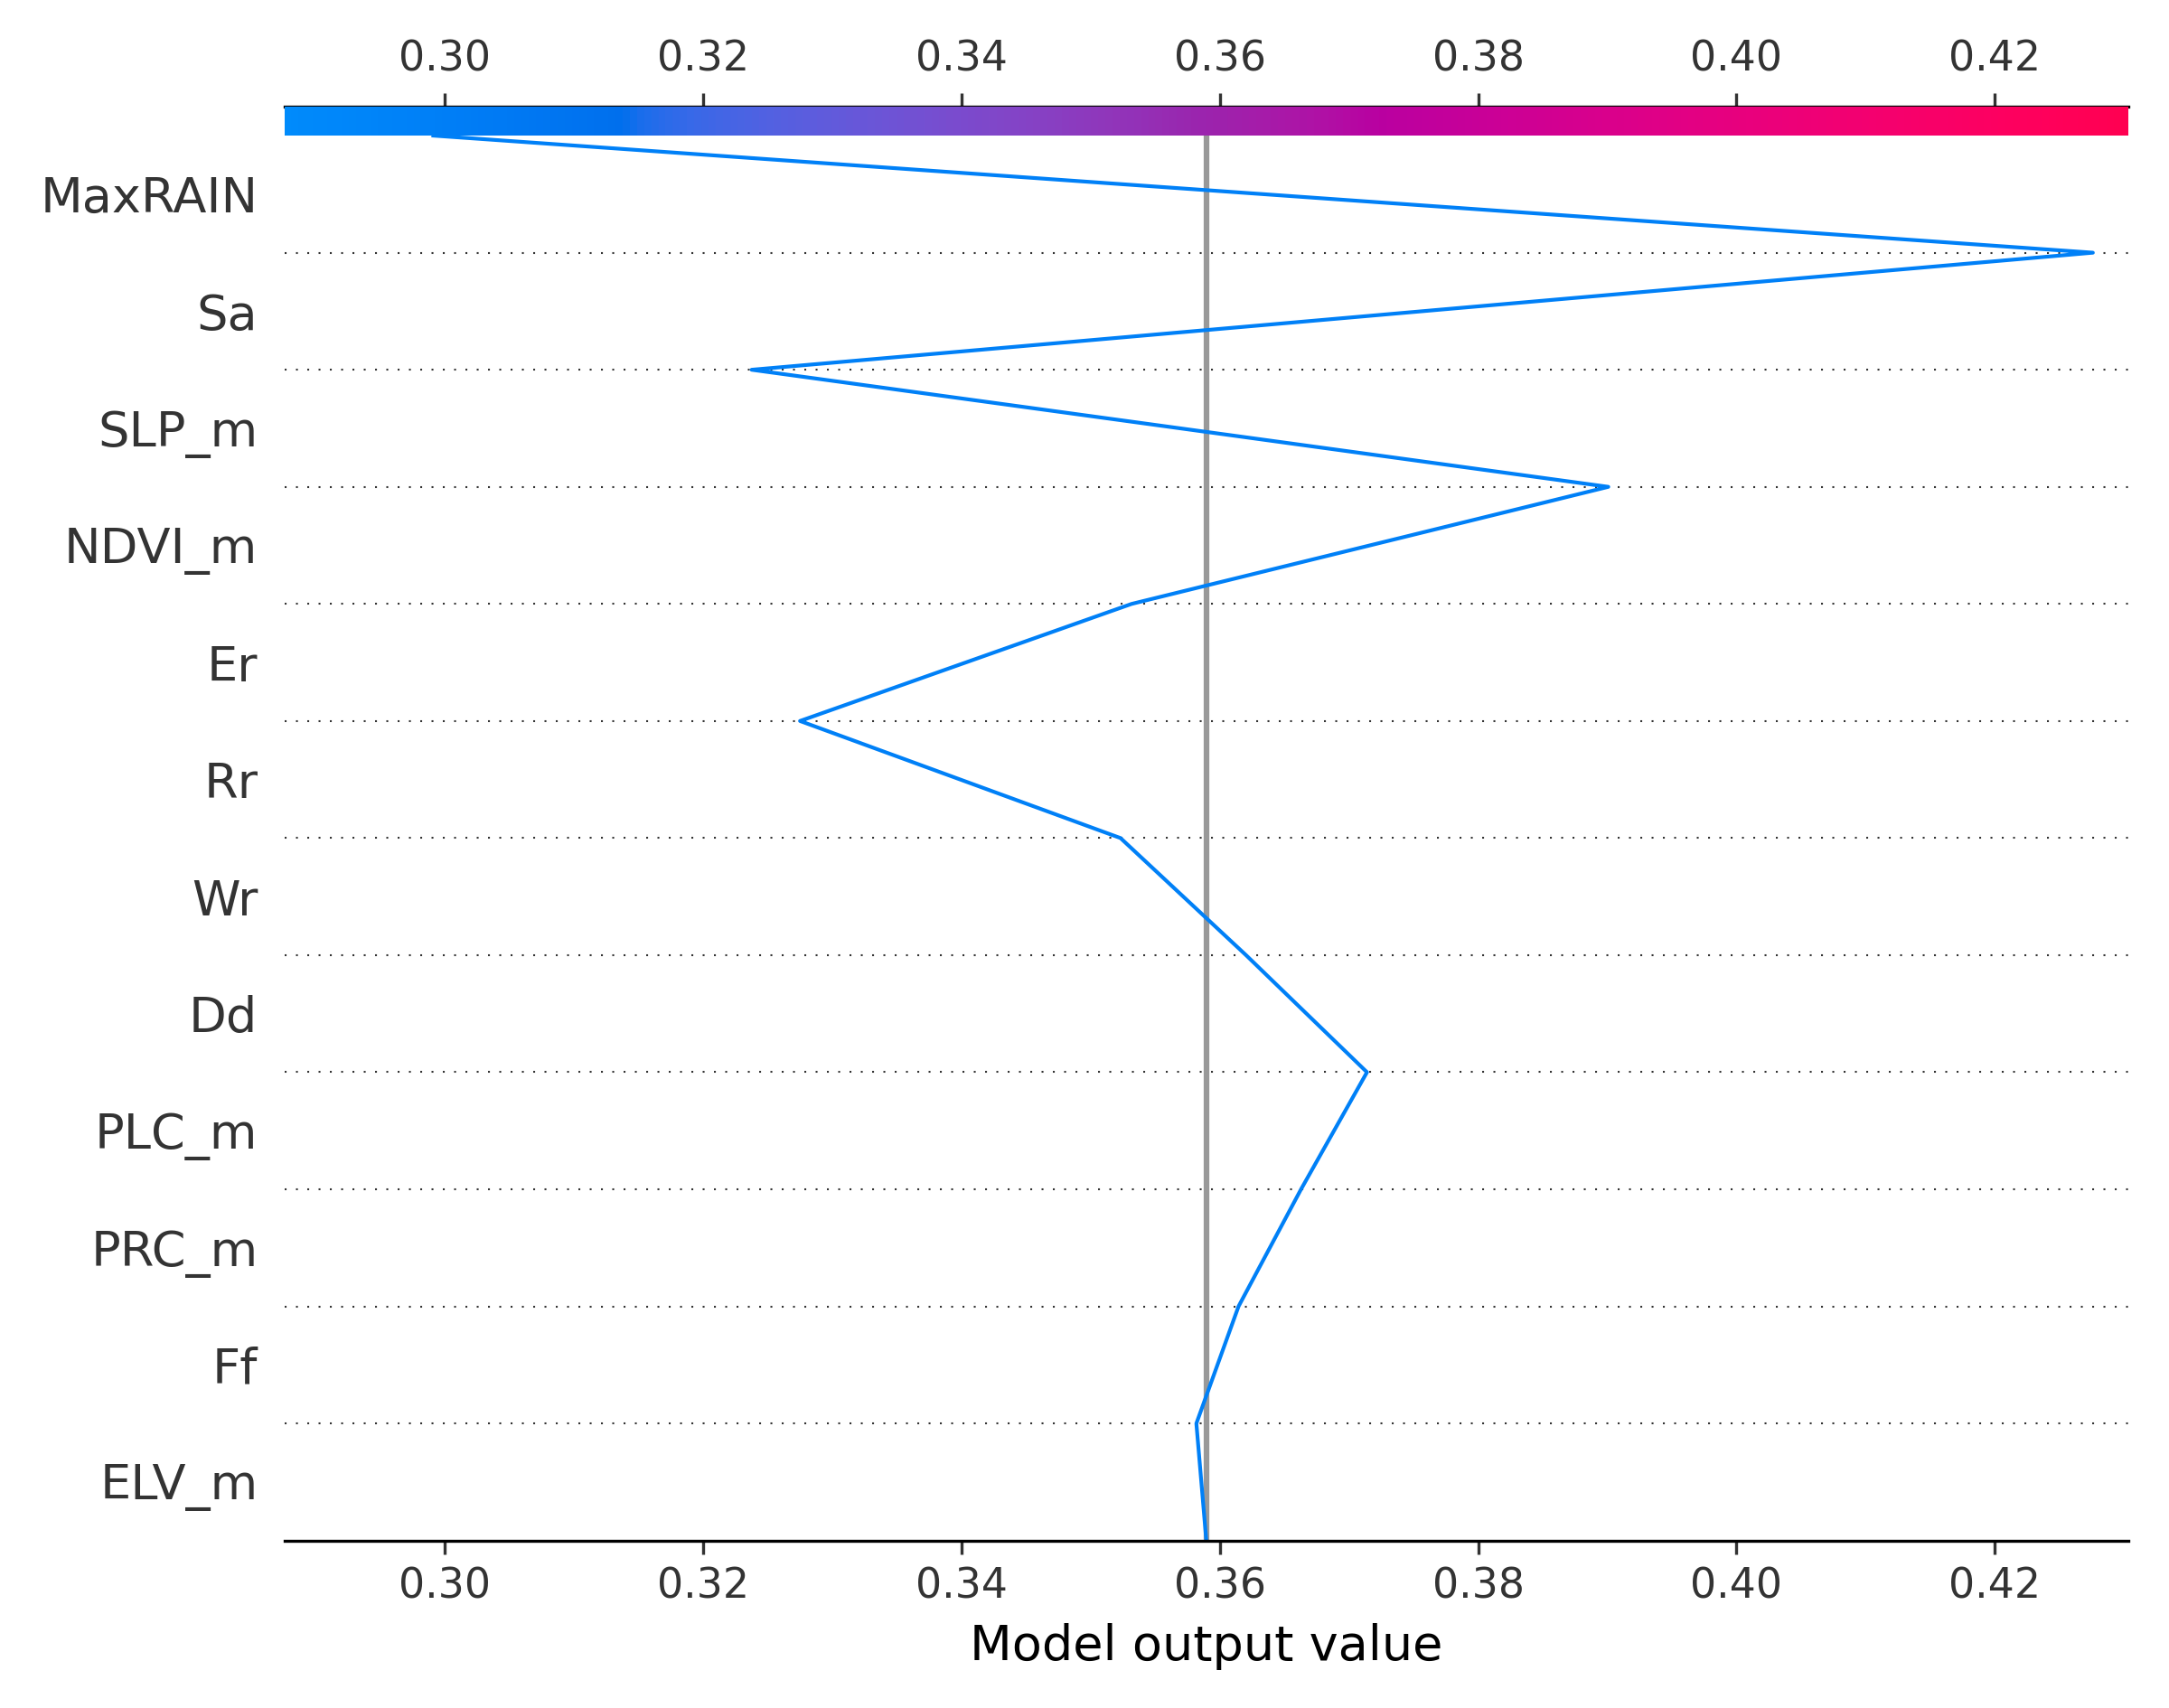 0.30 0.32 0.34 0.36 0.38 0.40 0.42
MaxRAIN
Sa
SLP_m
NDVI_m
Er
Rr
Wr
Dd
PLC_m
PRC_m
Ff
ELV_m
0.30 0.32 0.34 0.36 0.38 0.40 0.42
Model output value